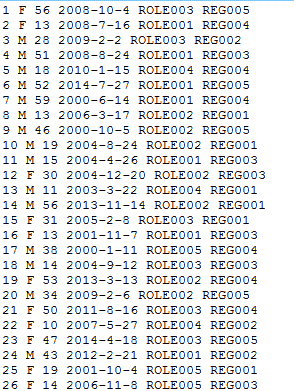 1 F 56 2008-10-4 ROLE003 REG005
2 F 13 2008-7-16 ROLE001 REG004
3 M 28 2009-2-2 ROLE003 REG002
4 M 51 2008-8-24 ROLE001 REG003
5 M 18 2010-1-15 ROLE004 REG004
6 M 52 2014-7-27 ROLE001 REG005
7 M 59 2000-6-14 ROLE001 REG004
8 M 13 2006-3-17 ROLE002 REG001
9 M 46 2000-10-5 ROLE002 REG005
10 M 19 2004-8-24 ROLE002 REG001
11 M 15 2004-4-26 ROLE001 REG003
12 F 30 2004-12-20 ROLE002 REG003
13 M 11 2003-3-22 ROLE004 REG001
14 M 56 2013-11-14 ROLE002 REG001
15 F 31 2005-2-8 ROLE003 REG001
16 F 13 2001-11-7 ROLE001 REG003
17 M 38 2000-1-11 ROLE005 REG004
18 M 14 2004-9-12 ROLE003 REG003
19 F 53 2013-3-13 ROLE002 REG004
20 M 34 2009-2-6 ROLE002 REG005
21 F 50 2011-8-16 ROLE003 REG004
22 F 10 2007-5-27 ROLE004 REG002
23 F 47 2014-4-18 ROLE003 REG005
24 M 43 2012-2-21 ROLE001 REG002
25 F 19 2001-10-4 ROLE005 REG001
26 F 14 2006-11-8 ROLE005 REG003